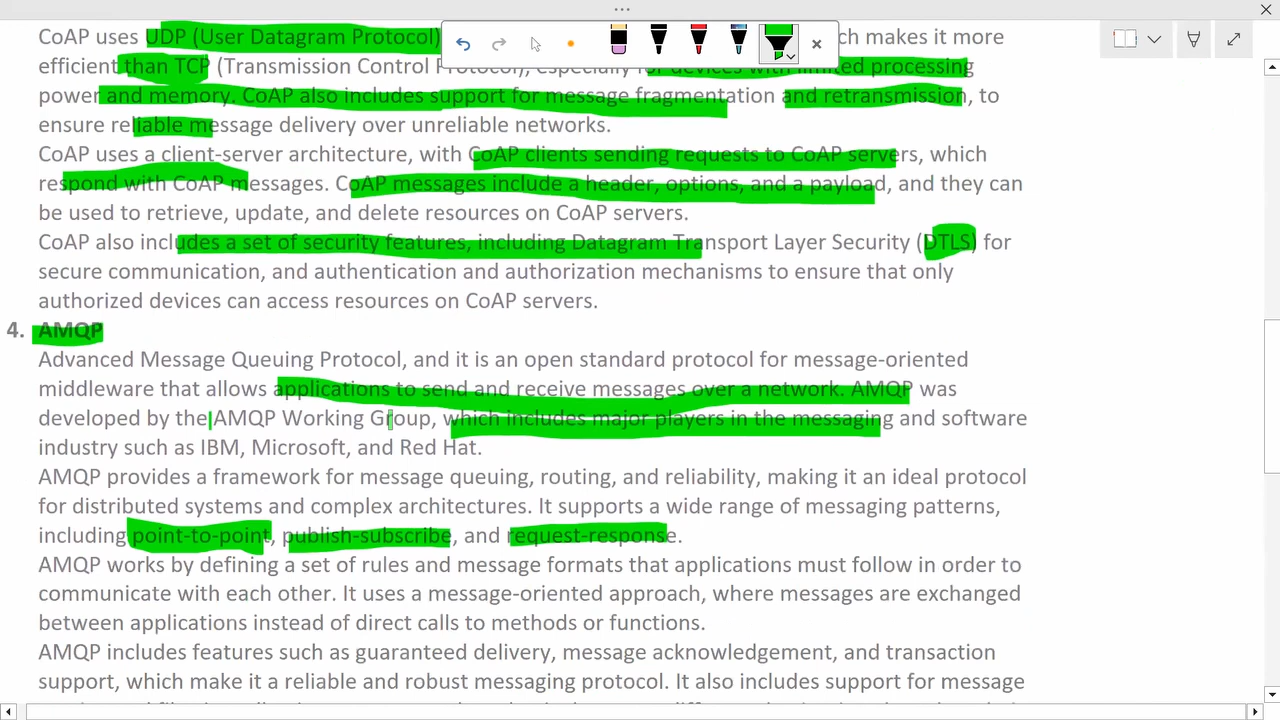 CoAP uses UDP (User Datagram Protocol) ch makes it more
efficient than TCP (Transmission Control Protocol), especially for devices with limited processing
power and memory. CoAP also includes support for message fragmentation and retransmission, to
ensure reliable message delivery over unreliable networks.
CoAP uses a client-server architecture, with CoAP clients sending requests to CoAP servers, which
respond with CoAP messages. CoAP messages include a header, options, and a payload, and they can
be used to retrieve, update, and delete resources on CoAP servers.
CoAP also includes a set of security features, including Datagram Transport Layer Security (DTLS) for
secure communication, and authentication and authorization mechanisms to ensure that only
authorized devices can access resources on CoAP servers.
4. AMQP
Advanced Message Queuing Protocol, and it is an open standard protocol for message-oriented
middleware that allows applications to send and receive messages over a network. AMQP was
developed by the AMQP Working Group, which includes major players in the messaging and software
industry such as IBM, Microsoft, and Red Hat.
AMQP provides a framework for message queuing, routing, and reliability, making it an ideal protocol
for distributed systems and complex architectures. It supports a wide range of messaging patterns,
including point-to-point, publish-subscribe, and request-response.
AMQP works by defining a set of rules and message formats that applications must follow in order to
communicate with each other. It uses a message-oriented approach, where messages are exchanged
between applications instead of direct calls to methods or functions.
AMQP includes features such as guaranteed delivery, message acknowledgement, and transaction
support, which make it a reliable and robust messaging protocol. It also includes support for message